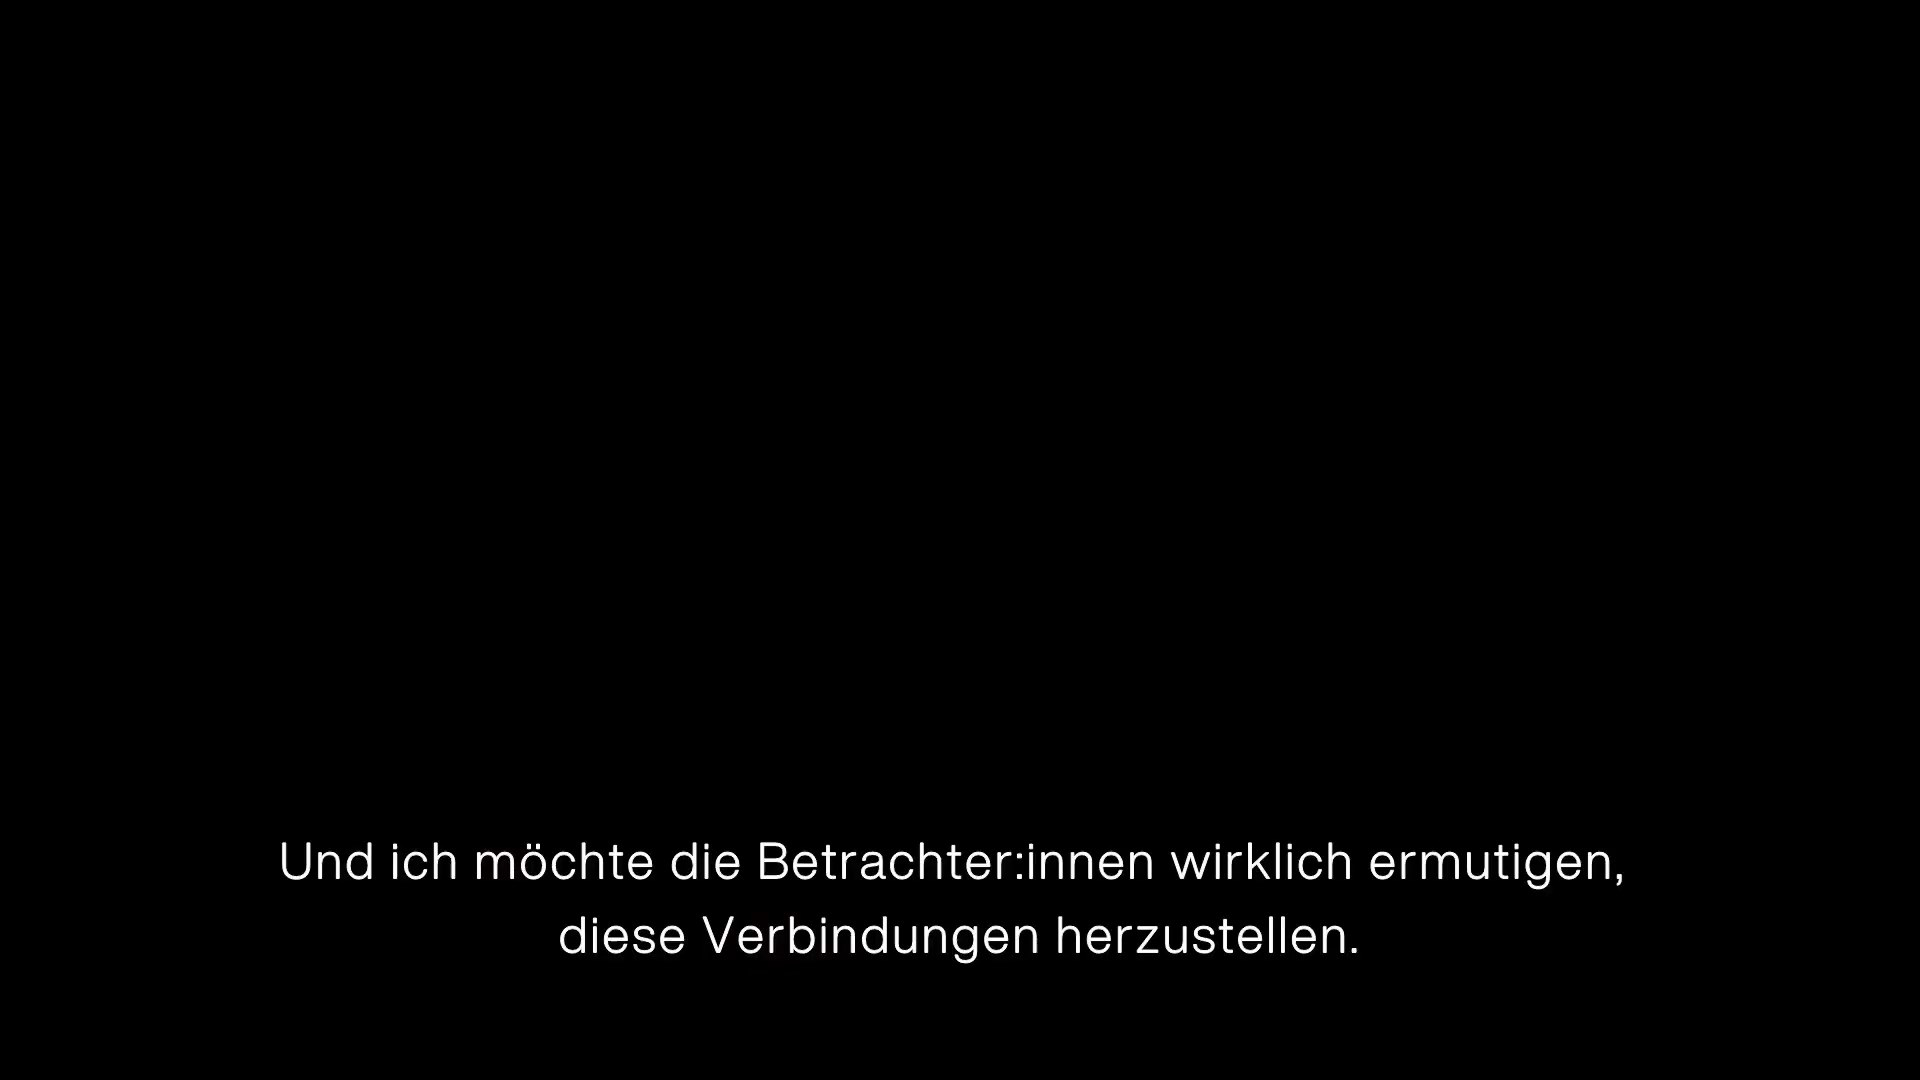 Und ich möchte die Betrachter:innen wirklich ermutigen,
diese Verbindungen herzustellen.